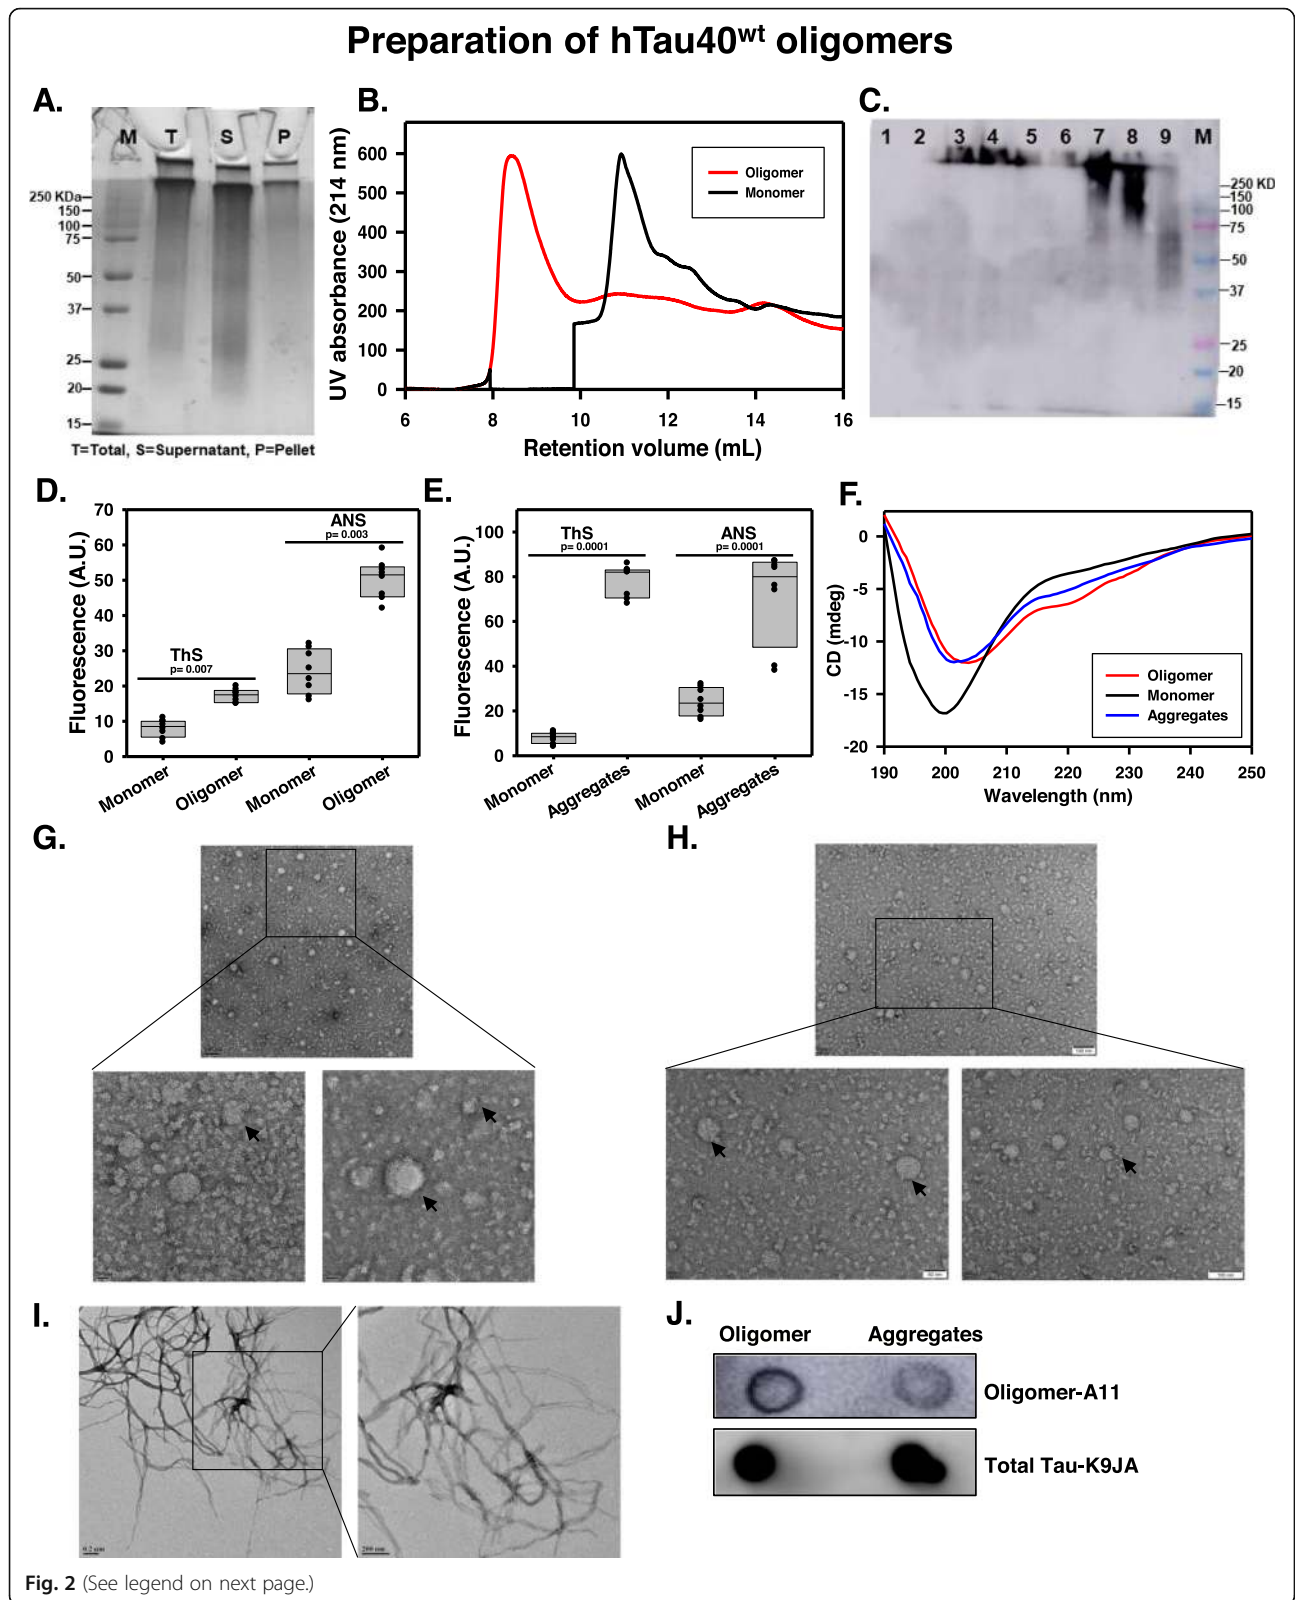 Preparation of hTau40wt oligomers
A.
M T S P
250 KDa
150
100
75
50
37
25
20
15
T=Total, S=Supernatant, P=Pellet
B.
UV absorbance (214 nm)
600
500
400
300
200
100
0
6 8 10 12 14 16
Retention volume (mL)
Oligomer
Monomer
C.
1 2 3 4 5 6 7 8 9 M
250 KD
150
100
75
50
37
25
20
15
D.
Fluorescence (A.U.)
70
60
50
40
30
20
10
0
ThS
p= 0.007
ANS
p= 0.003
Monomer Oligomer Monomer Oligomer
E.
Fluorescence (A.U.)
100
80
60
40
20
0
ThS
p= 0.0001
ANS
p= 0.0001
Monomer Aggregates Monomer Aggregates
F.
CD (mdeg)
0
-5
-10
-15
-20
190 200 210 220 230 240 250
Wavelength (nm)
Oligomer
Monomer
Aggregates
G.
H.
I.
0.2 µm
200 nm
J.
Oligomer Aggregates
Oligomer-A11
Total Tau-K9JA
Fig. 2 (See legend on next page.)